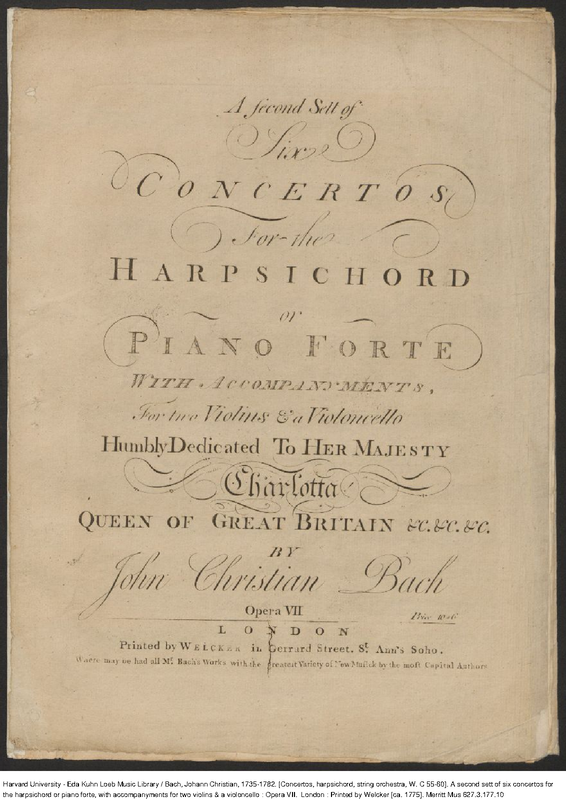 A second Sett of
Six
CONCERTOS
For the
HARPSICHORD
or
PIANO FORTE
WITH ACCOMPANYMENTS,
For two Violins & a Violoncello
Humbly Dedicated To HER MAJESTY
Charlotta
QUEEN OF GREAT BRITAIN &C. &C. &C.
BY
John Christian Bach
Opera VII
Price 10s/6
LONDON
Printed by WELCKER in Gerrard Street, St. Ann's Soho.
Where may be had all Mr. Bach's Works with the greatest Variety of New Musick by the most Capital Authors
Harvard University - Eda Kuhn Loeb Music Library / Bach, Johann Christian, 1735-1782. [Concertos, harpsichord, string orchestra, W. C 55-60]. A second sett of six concertos for
the harpsichord or piano forte, with accompanyments for two violins & a violoncello : Opera VII. London : Printed by Welcker [ca. 1775]. Merritt Mus 627.3.177.10